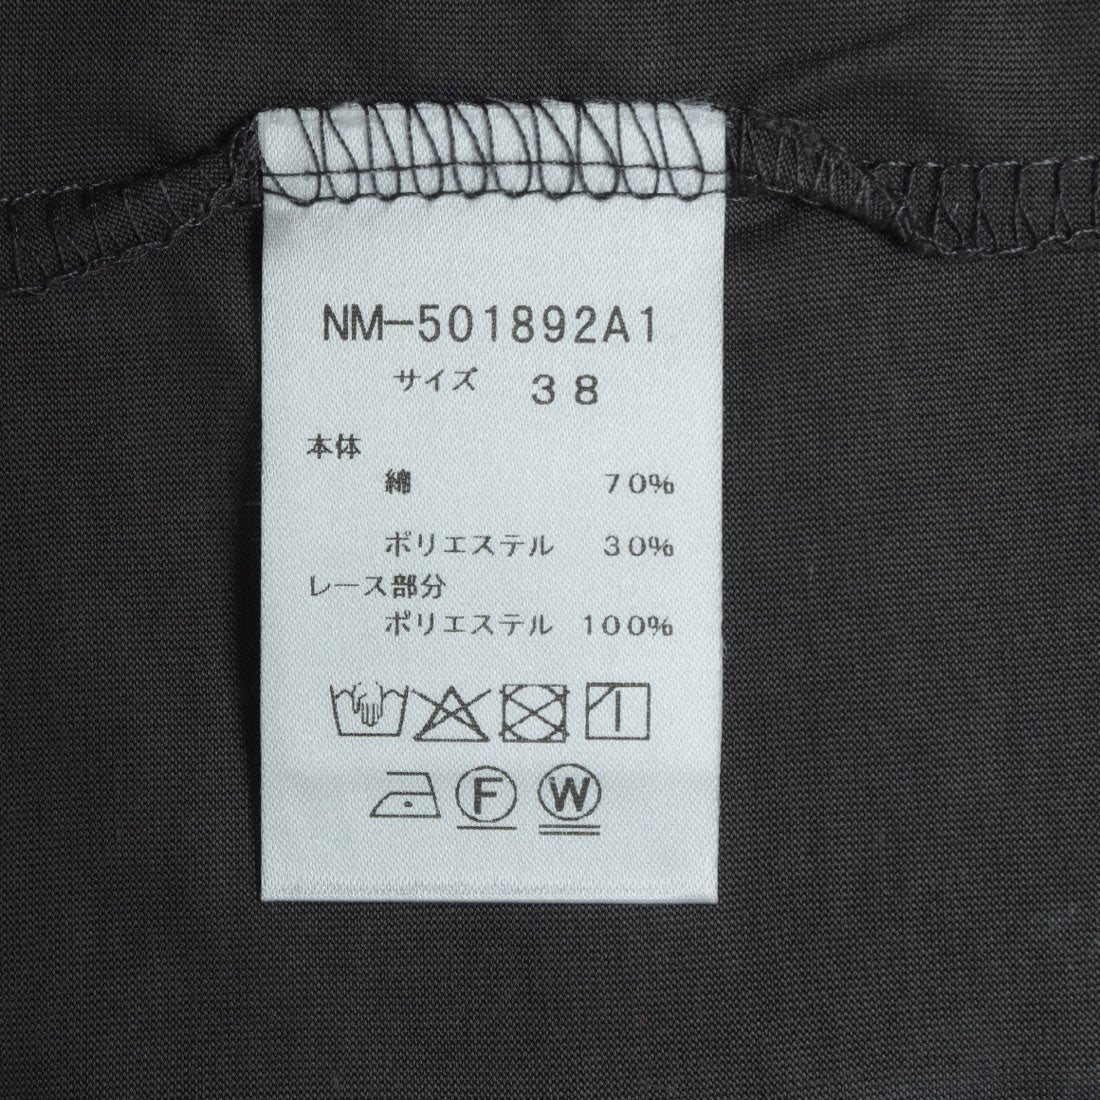 NM-501892A1
サイズ 38
本体
綿 70%
ポリエステル 30%
レース部分
ポリエステル 100%
F W